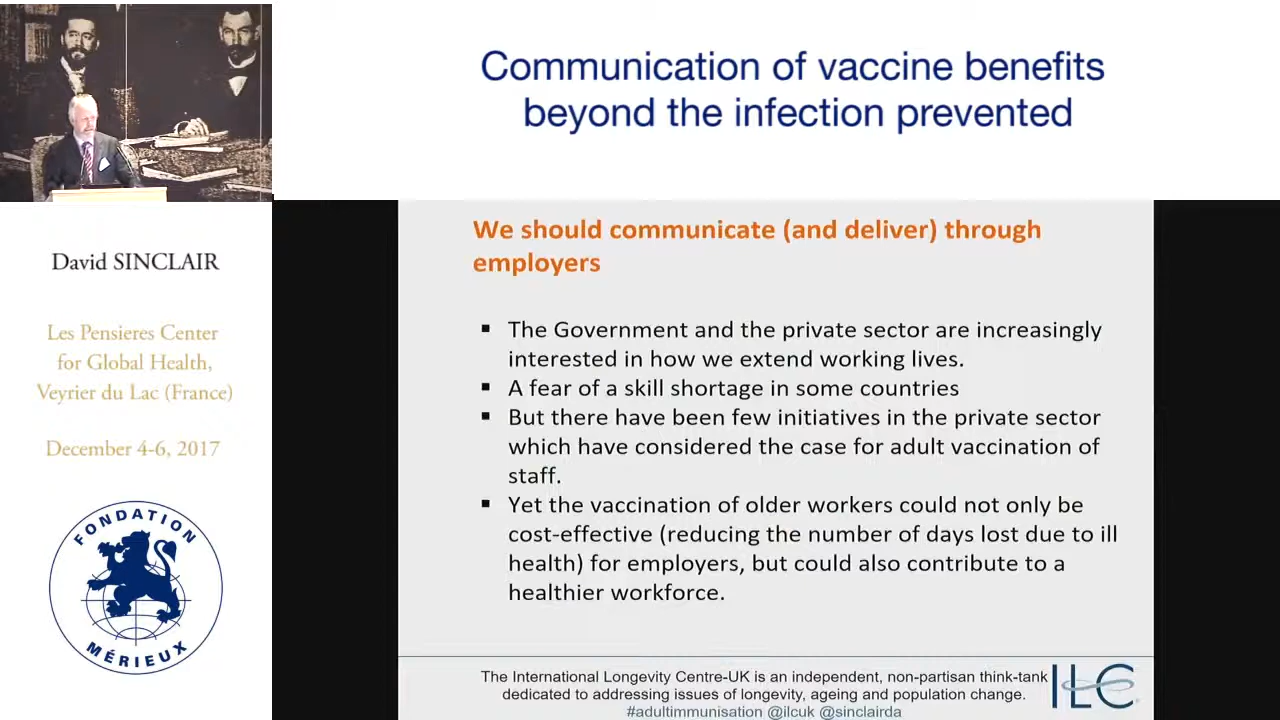 Communication of vaccine benefits
beyond the infection prevented
David SINCLAIR
Les Pensieres Center
for Global Health,
Veyrier du Lac (France)
December 4-6, 2017
FONDATION
MÉRIEUX
We should communicate (and deliver) through
employers
▪ The Government and the private sector are increasingly
interested in how we extend working lives.
▪ A fear of a skill shortage in some countries
▪ But there have been few initiatives in the private sector
which have considered the case for adult vaccination of
staff.
▪ Yet the vaccination of older workers could not only be
cost-effective (reducing the number of days lost due to ill
health) for employers, but could also contribute to a
healthier workforce.
The International Longevity Centre-UK is an independent, non-partisan think-tank
dedicated to addressing issues of longevity, ageing and population change.
#adultimmunisation @ilcuk @sinclairda
ILC